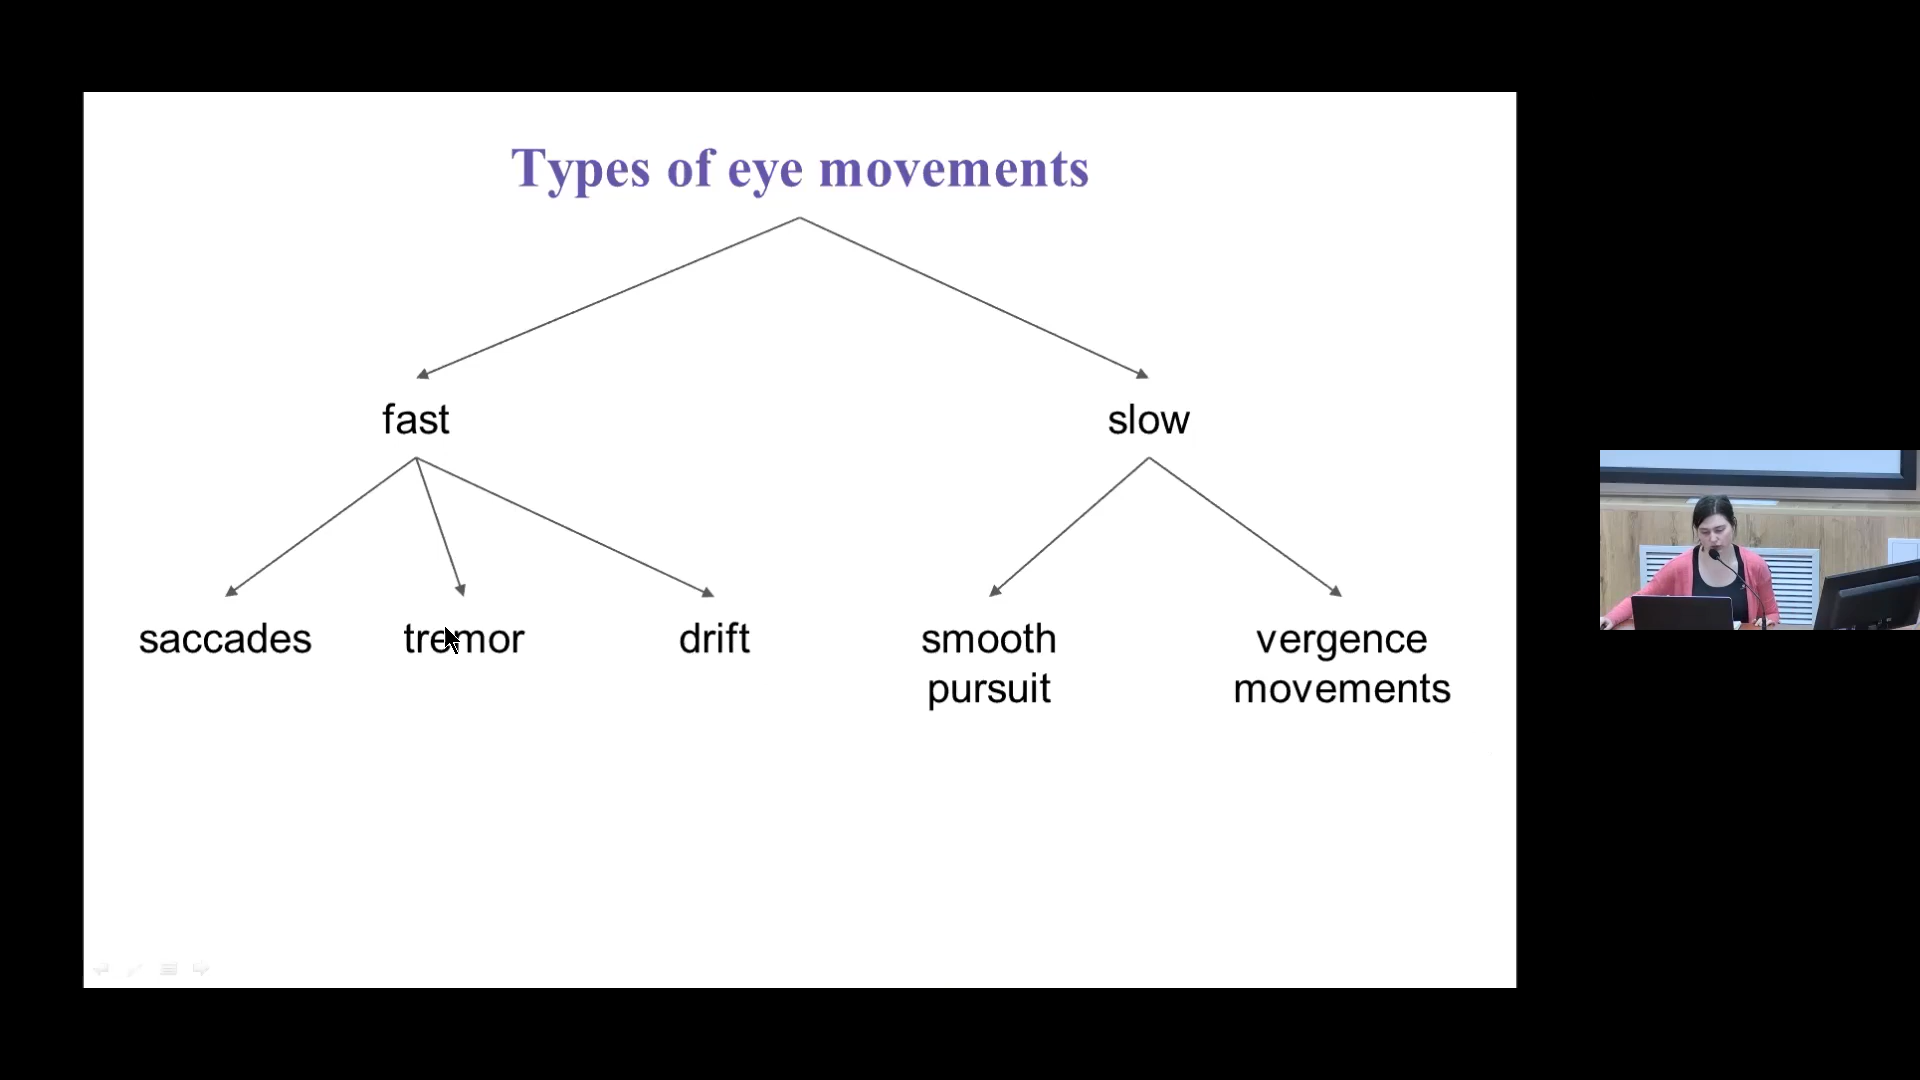 Types of eye movements
fast
slow
saccades
tremor
drift
smooth
pursuit
vergence
movements